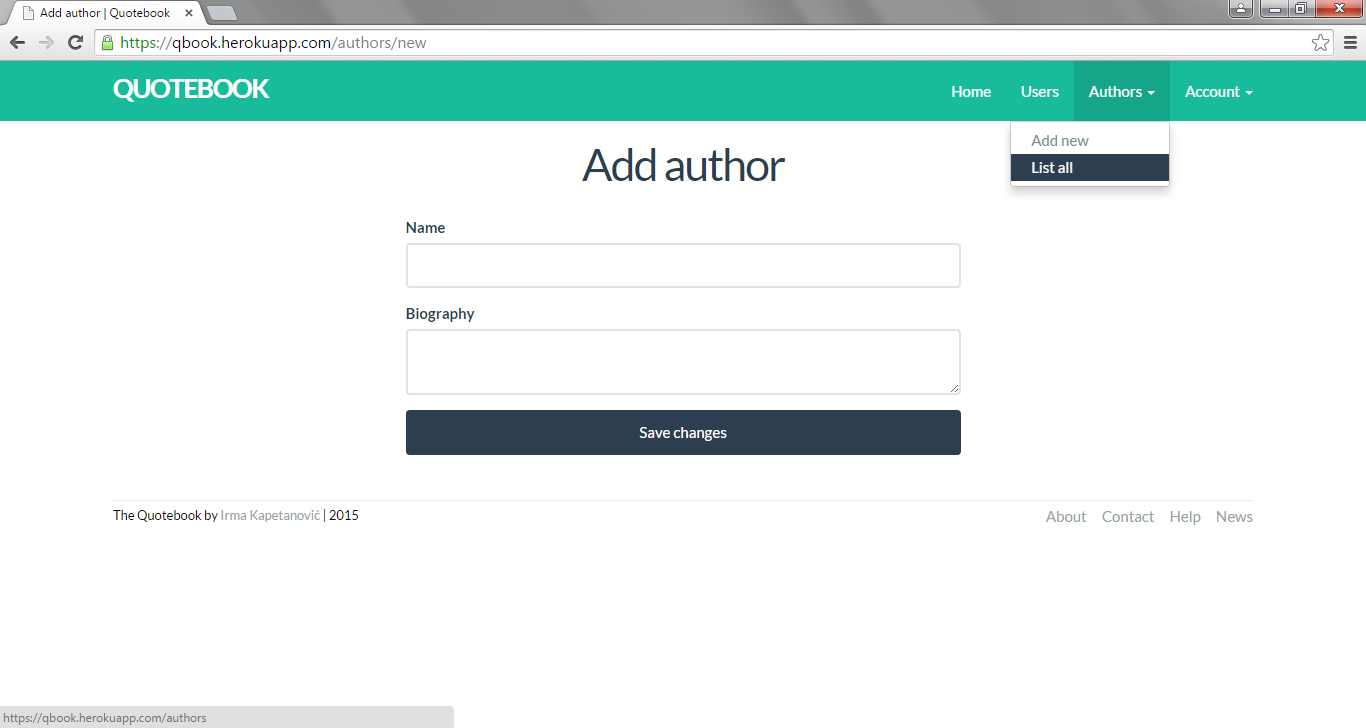 Add author | Quotebook
https://qbook.herokuapp.com/authors/new
QUOTEBOOK Home Users Authors Account
Add new
List all
Add author
Name
Biography
Save changes
The Quotebook by Irma Kapetanović | 2015 About Contact Help News
https://qbook.herokuapp.com/authors